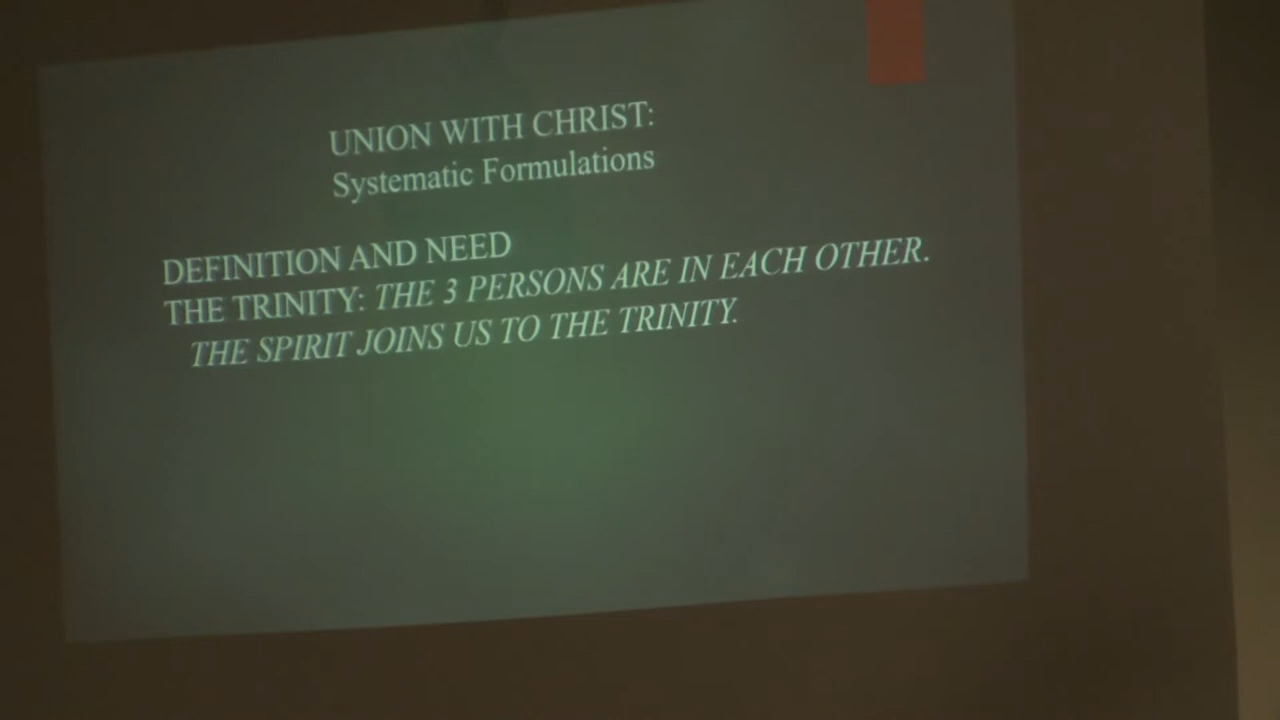 UNION WITH CHRIST:
Systematic Formulations
DEFINITION AND NEED
THE TRINITY: THE 3 PERSONS ARE IN EACH OTHER.
THE SPIRIT JOINS US TO THE TRINITY.